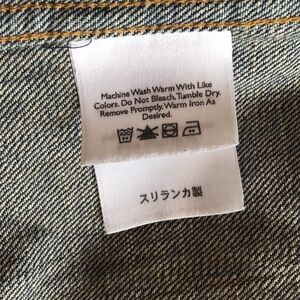 Machine Wash Warm With Like
Colors. Do Not Bleach. Tumble Dry.
Remove Promptly. Warm Iron As
Desired.
スリランカ製